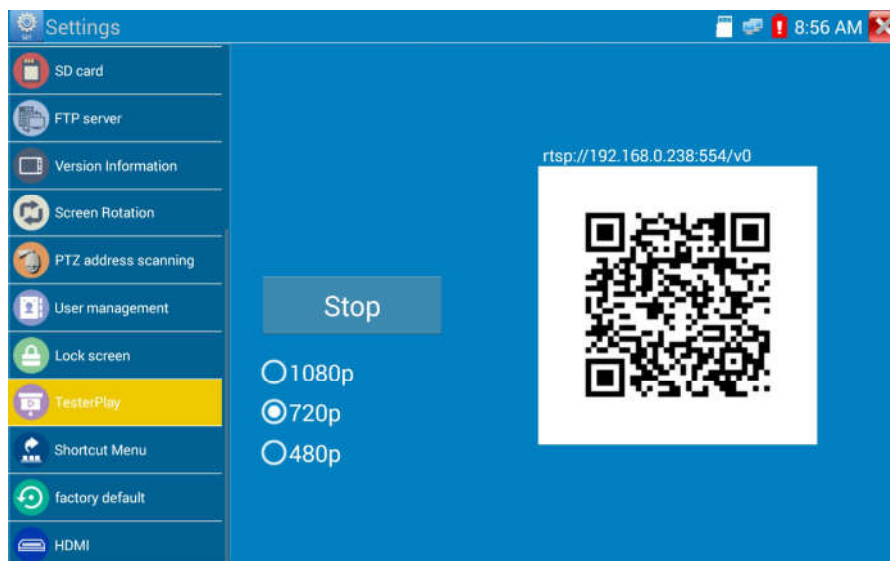 Settings
8:56 AM
SD card
FTP server
Version Information
Screen Rotation
PTZ address scanning
User management
Lock screen
TesterPlay
Shortcut Menu
factory default
HDMI
Stop
1080p
720p
480p
rtsp://192.168.0.238:554/v0